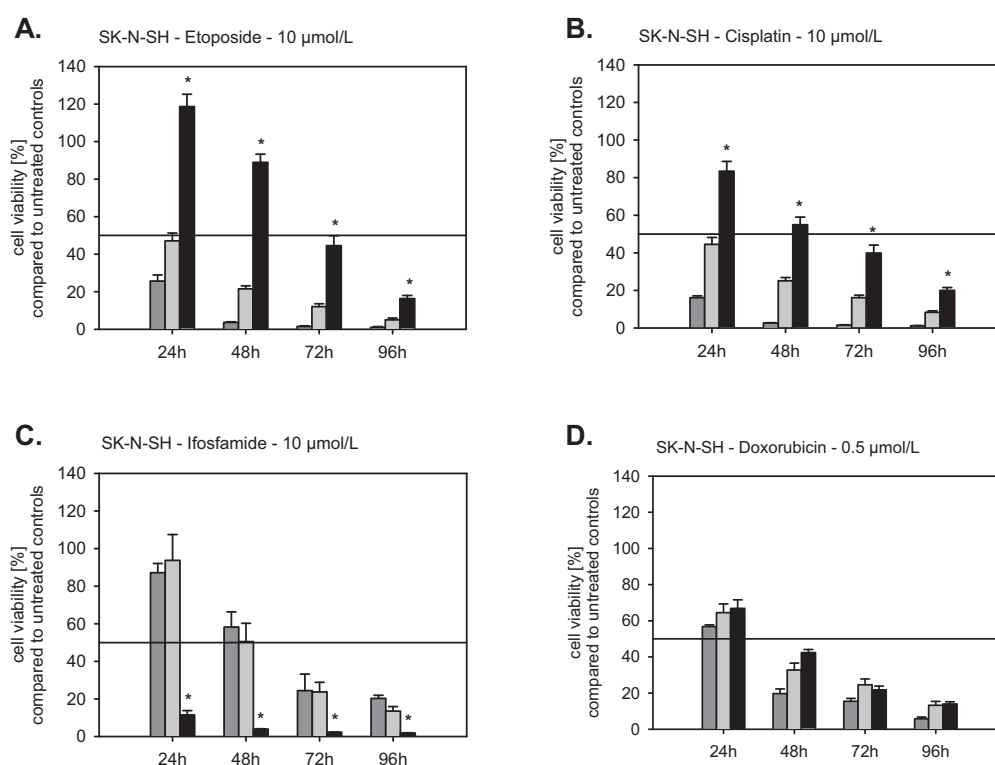 A.
SK-N-SH - Etoposide - 10 µmol/L
cell viability [%]
compared to untreated controls
140
120
100
80
60
40
20
0
*
*
*
*
24h 48h 72h 96h
B.
SK-N-SH - Cisplatin - 10 µmol/L
cell viability [%]
compared to untreated controls
140
120
100
80
60
40
20
0
*
*
*
*
24h 48h 72h 96h
C.
SK-N-SH - Ifosfamide - 10 µmol/L
cell viability [%]
compared to untreated controls
140
120
100
80
60
40
20
0
*
*
*
*
24h 48h 72h 96h
D.
SK-N-SH - Doxorubicin - 0.5 µmol/L
cell viability [%]
compared to untreated controls
140
120
100
80
60
40
20
0
24h 48h 72h 96h